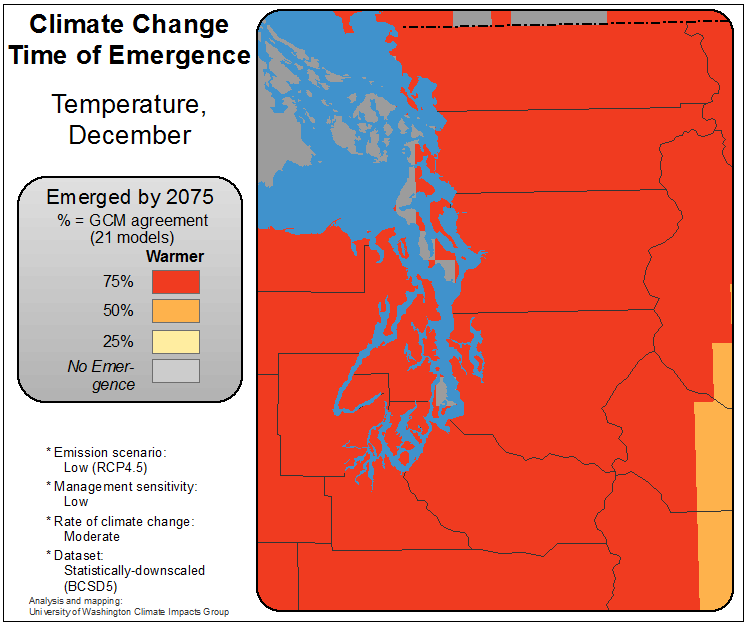 Climate Change
Time of Emergence
Temperature,
December
Emerged by 2075
% = GCM agreement
(21 models)
Warmer
75%
50%
25%
No Emer-
gence
* Emission scenario:
Low (RCP4.5)
* Management sensitivity:
Low
* Rate of climate change:
Moderate
* Dataset:
Statistically-downscaled
(BCSD5)
Analysis and mapping:
University of Washington Climate Impacts Group